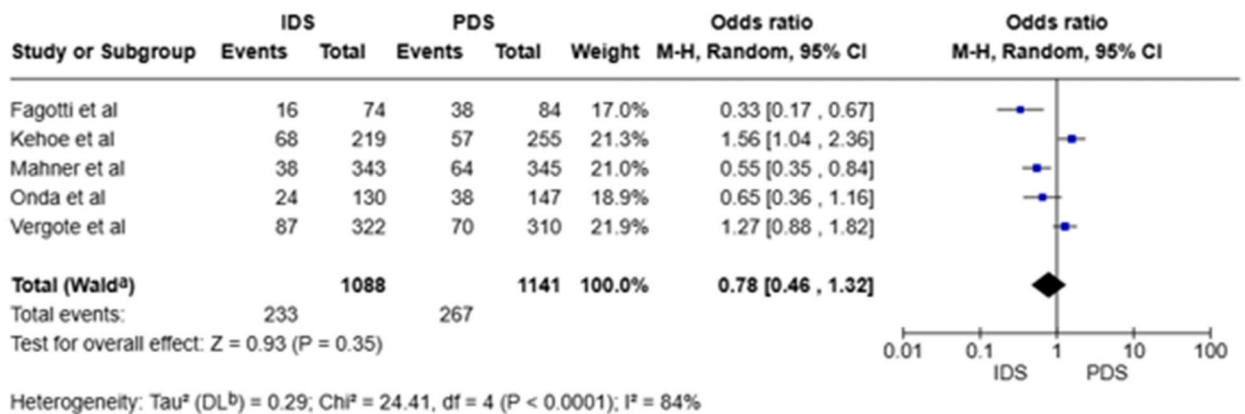 IDS PDS Odds ratio Odds ratio
Study or Subgroup Events Total Events Total Weight M-H, Random, 95% CI M-H, Random, 95% CI
Fagotti et al 16 74 38 84 17.0% 0.33 [0.17 , 0.67]
Kehoe et al 68 219 57 255 21.3% 1.56 [1.04 , 2.36]
Mahner et al 38 343 64 345 21.0% 0.55 [0.35 , 0.84]
Onda et al 24 130 38 147 18.9% 0.65 [0.36 , 1.16]
Vergote et al 87 322 70 310 21.9% 1.27 [0.88 , 1.82]
Total (Waldᵃ) 1088 1141 100.0% 0.78 [0.46 , 1.32]
Total events: 233 267
Test for overall effect: Z = 0.93 (P = 0.35)
0.01 0.1 1 10 100
IDS PDS
Heterogeneity: Tau² (DLᵇ) = 0.29; Chi² = 24.41, df = 4 (P < 0.0001); I² = 84%